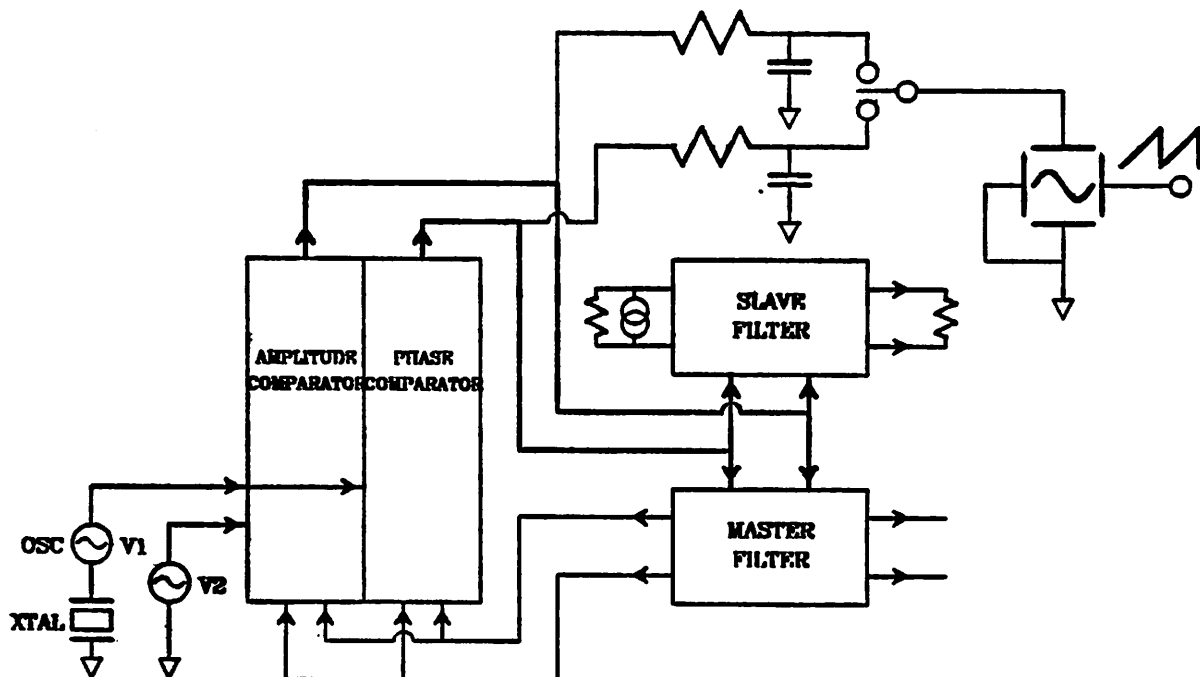 SLAVE
FILTER
AMPLITUDE
COMPARATOR
PHASE
COMPARATOR
OSC
V1
V2
XTAL
MASTER
FILTER